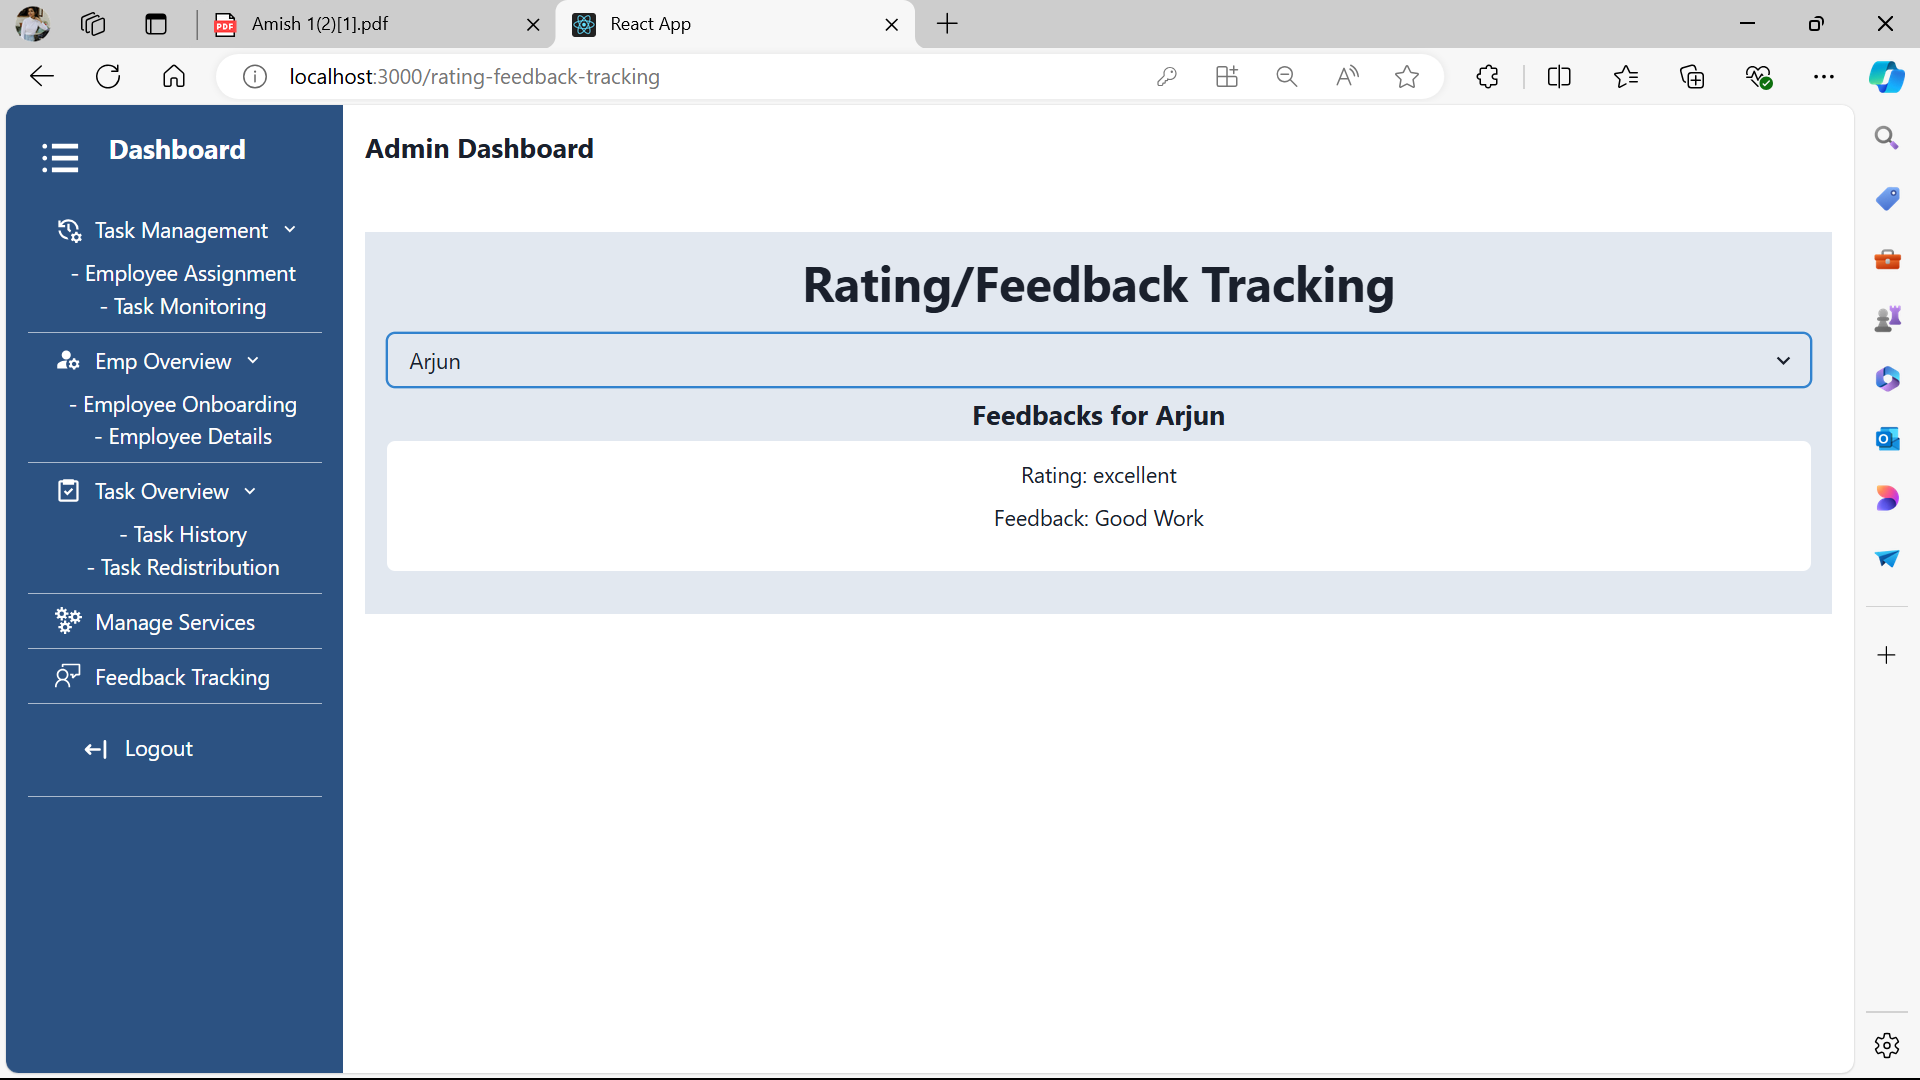 Amish 1(2)[1].pdf
React App
localhost:3000/rating-feedback-tracking
Dashboard
Task Management
- Employee Assignment
- Task Monitoring
Emp Overview
- Employee Onboarding
- Employee Details
Task Overview
- Task History
- Task Redistribution
Manage Services
Feedback Tracking
Logout
Admin Dashboard
Rating/Feedback Tracking
Arjun
Feedbacks for Arjun
Rating: excellent
Feedback: Good Work